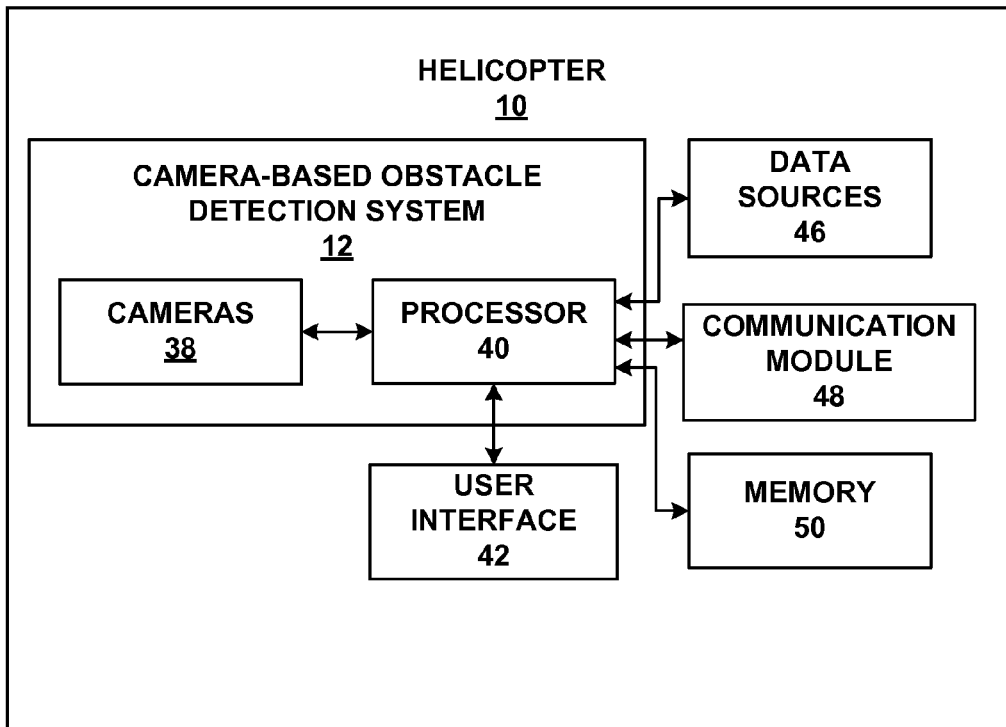 HELICOPTER
10
CAMERA-BASED OBSTACLE
DETECTION SYSTEM
12
CAMERAS
38
PROCESSOR
40
DATA
SOURCES
46
COMMUNICATION
MODULE
48
USER
INTERFACE
42
MEMORY
50